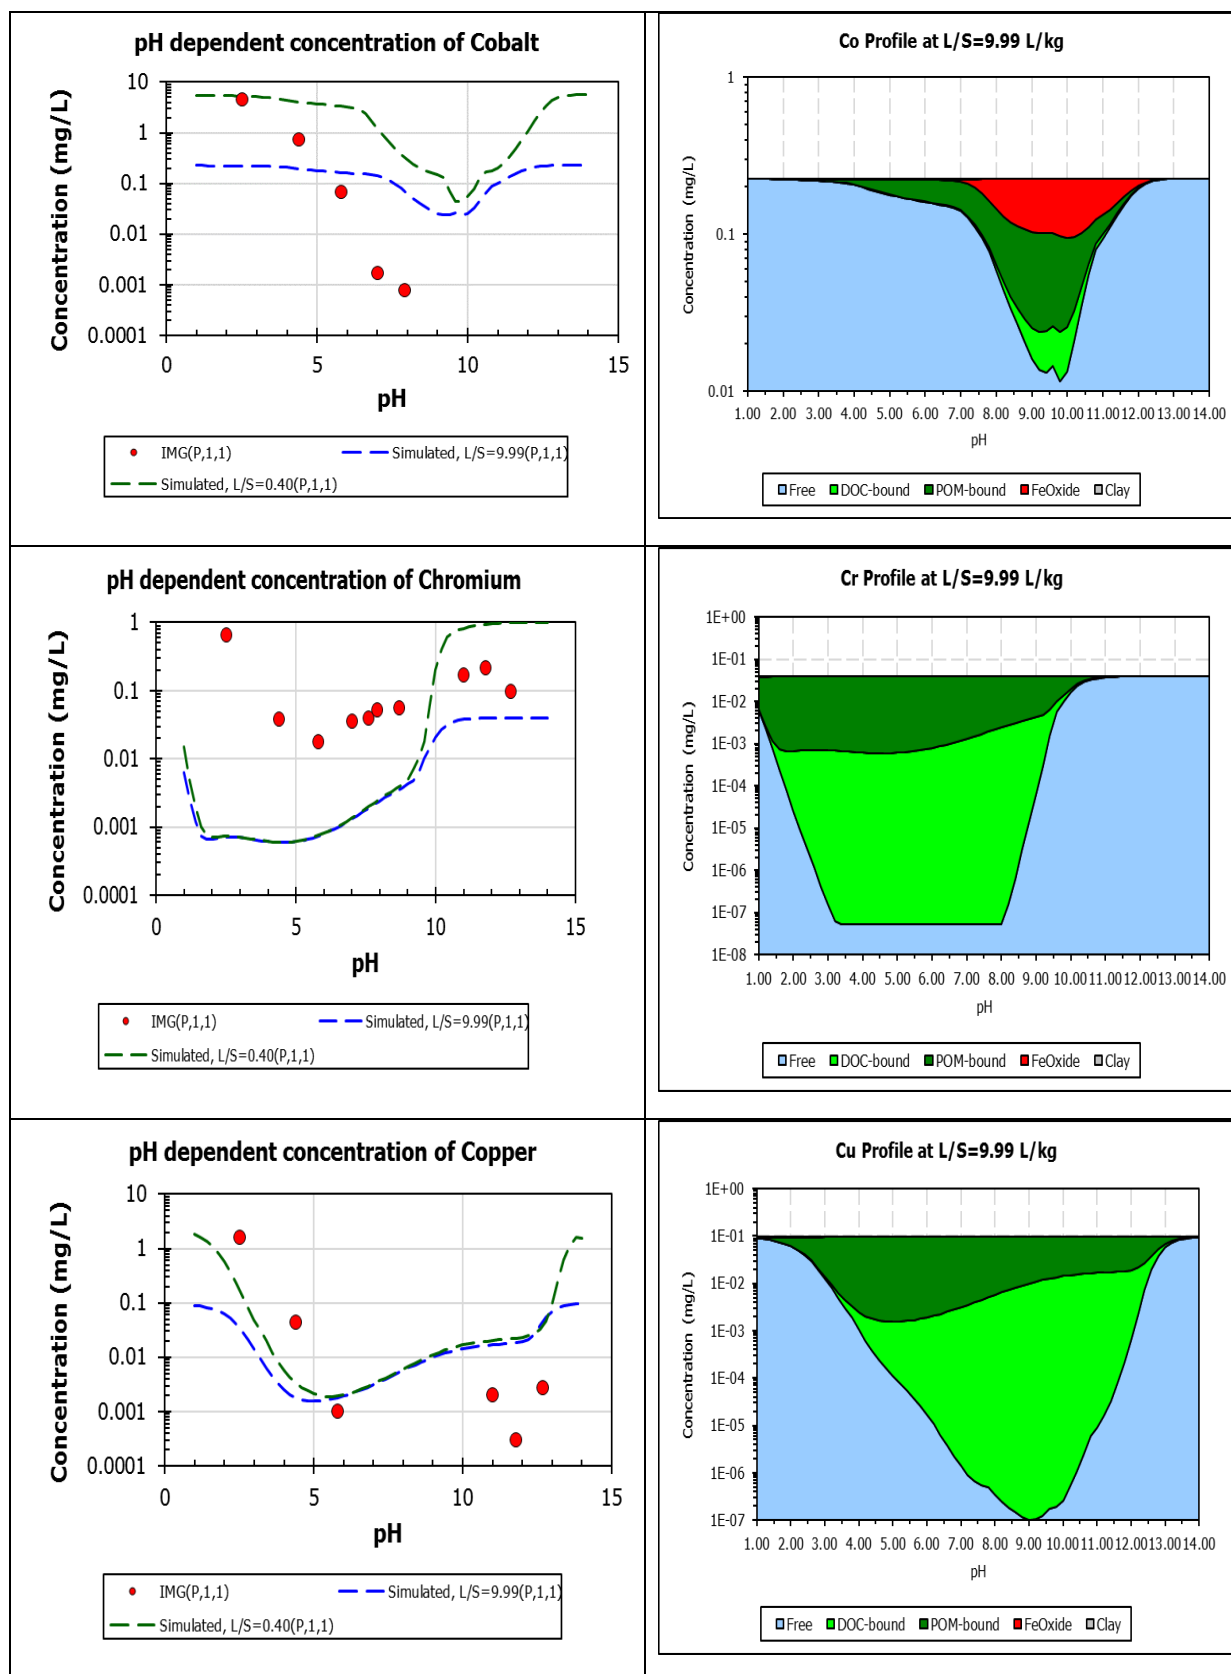 pH dependent concentration of Cobalt
Concentration (mg/L)
10
1
0.1
0.01
0.001
0.0001
0 5 10 15
pH
IMG(P,1,1) Simulated, L/S=9.99(P,1,1)
Simulated, L/S=0.40(P,1,1)
Co Profile at L/S=9.99 L/kg
Concentration (mg/L)
1
0.1
0.01
1.00 2.00 3.00 4.00 5.00 6.00 7.00 8.00 9.00 10.00 11.00 12.00 13.00 14.00
pH
Free DOC-bound POM-bound FeOxide Clay
pH dependent concentration of Chromium
Concentration (mg/L)
1
0.1
0.01
0.001
0.0001
0 5 10 15
pH
IMG(P,1,1) Simulated, L/S=9.99(P,1,1)
Simulated, L/S=0.40(P,1,1)
Cr Profile at L/S=9.99 L/kg
Concentration (mg/L)
1E+00
1E-01
1E-02
1E-03
1E-04
1E-05
1E-06
1E-07
1E-08
1.00 2.00 3.00 4.00 5.00 6.00 7.00 8.00 9.00 10.00 11.00 12.00 13.00 14.00
pH
Free DOC-bound POM-bound FeOxide Clay
pH dependent concentration of Copper
Concentration (mg/L)
10
1
0.1
0.01
0.001
0.0001
0 5 10 15
pH
IMG(P,1,1) Simulated, L/S=9.99(P,1,1)
Simulated, L/S=0.40(P,1,1)
Cu Profile at L/S=9.99 L/kg
Concentration (mg/L)
1E+00
1E-01
1E-02
1E-03
1E-04
1E-05
1E-06
1E-07
1.00 2.00 3.00 4.00 5.00 6.00 7.00 8.00 9.00 10.00 11.00 12.00 13.00 14.00
pH
Free DOC-bound POM-bound FeOxide Clay